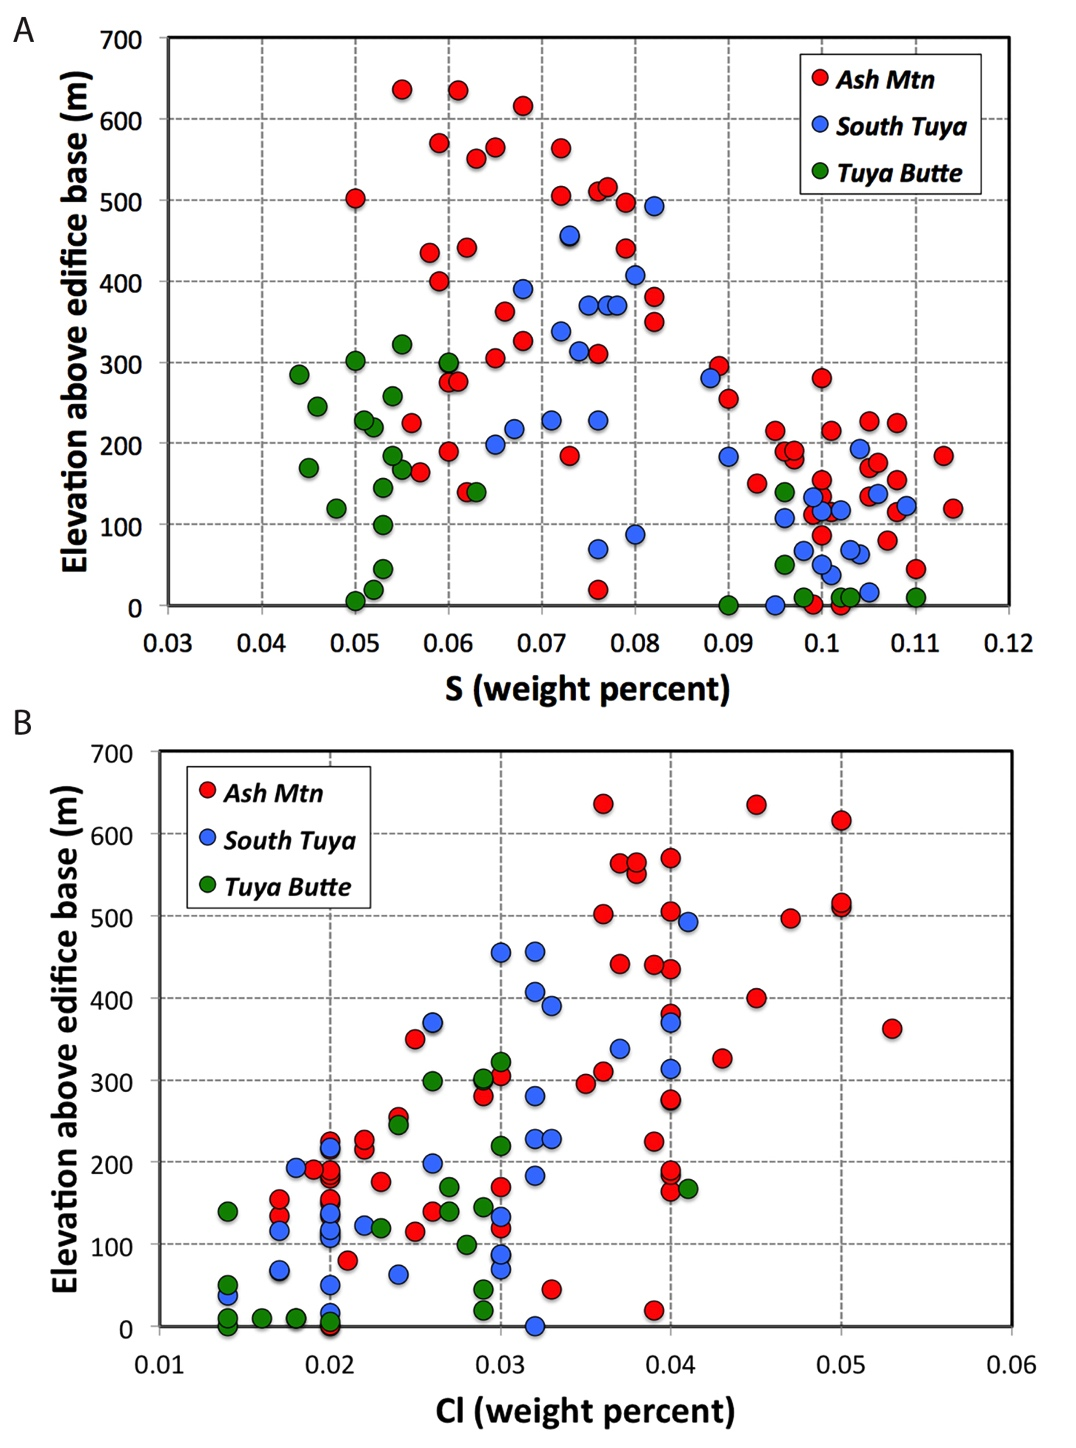 A
Elevation above edifice base (m)
700
600
500
400
300
200
100
0
Ash Mtn
South Tuya
Tuya Butte
0.03 0.04 0.05 0.06 0.07 0.08 0.09 0.1 0.11 0.12
S (weight percent)
B
Elevation above edifice base (m)
700
600
500
400
300
200
100
0
Ash Mtn
South Tuya
Tuya Butte
0.01 0.02 0.03 0.04 0.05 0.06
Cl (weight percent)